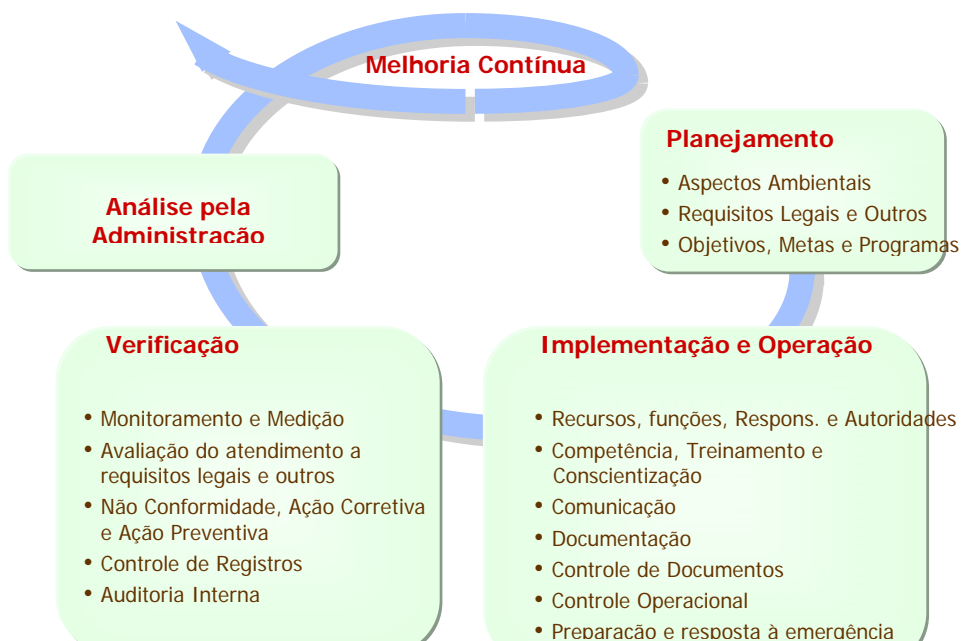 Melhoria Contínua
Planejamento
• Aspectos Ambientais
• Requisitos Legais e Outros
• Objetivos, Metas e Programas
Análise pela
Administração
Verificação
• Monitoramento e Medição
• Avaliação do atendimento a
requisitos legais e outros
• Não Conformidade, Ação Corretiva
e Ação Preventiva
• Controle de Registros
• Auditoria Interna
Implementação e Operação
• Recursos, funções, Respons. e Autoridades
• Competência, Treinamento e
Conscientização
• Comunicação
• Documentação
• Controle de Documentos
• Controle Operacional
• Preparação e resposta à emergência